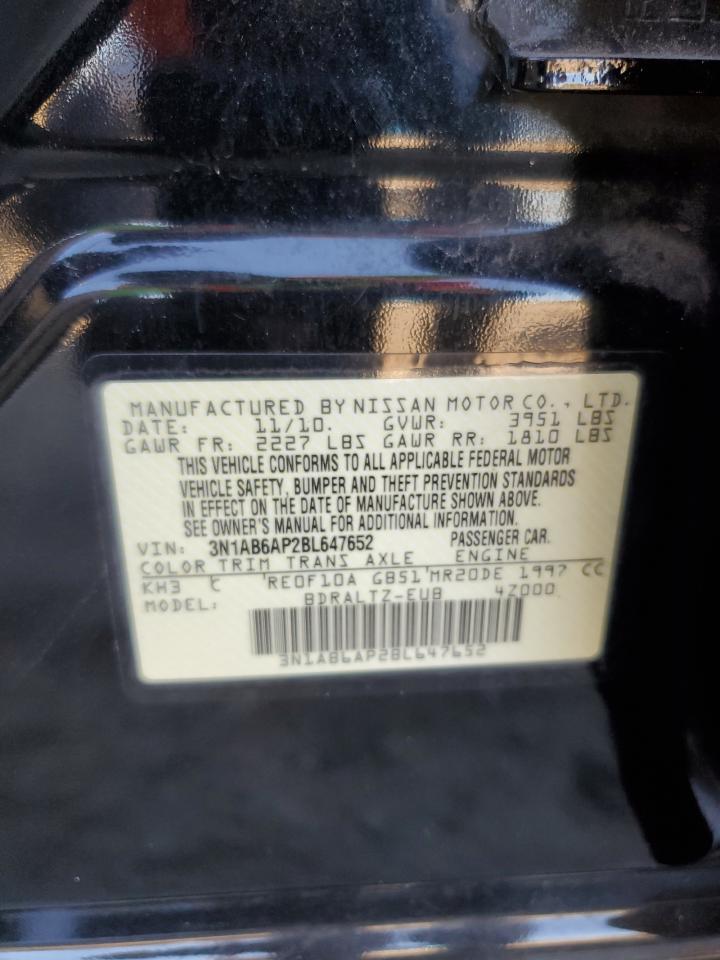 MANUFACTURED BY NISSAN MOTOR CO., LTD.
DATE: 11/10. GVWR: 3951 LBS
GAWR FR: 2227 LBS GAWR RR: 1810 LBS
THIS VEHICLE CONFORMS TO ALL APPLICABLE FEDERAL MOTOR
VEHICLE SAFETY, BUMPER AND THEFT PREVENTION STANDARDS
IN EFFECT ON THE DATE OF MANUFACTURE SHOWN ABOVE.
SEE OWNER'S MANUAL FOR ADDITIONAL INFORMATION.
VIN: 3N1AB6AP2BL647652 PASSENGER CAR.
COLOR TRIM TRANS AXLE ENGINE
KH3 C RE0F10A GB51 MR20DE 1997 CC
MODEL: BDRALTZ-EUB 4Z000
3N1AB6AP2BL647652